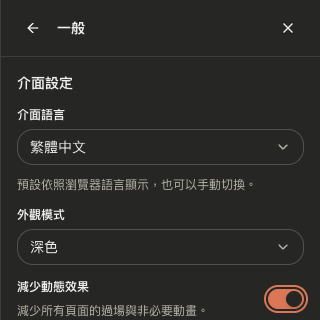 一般
介面設定
介面語言
繁體中文
預設依照瀏覽器語言顯示，也可以手動切換。
外觀模式
深色
減少動態效果
減少所有頁面的過場與非必要動畫。